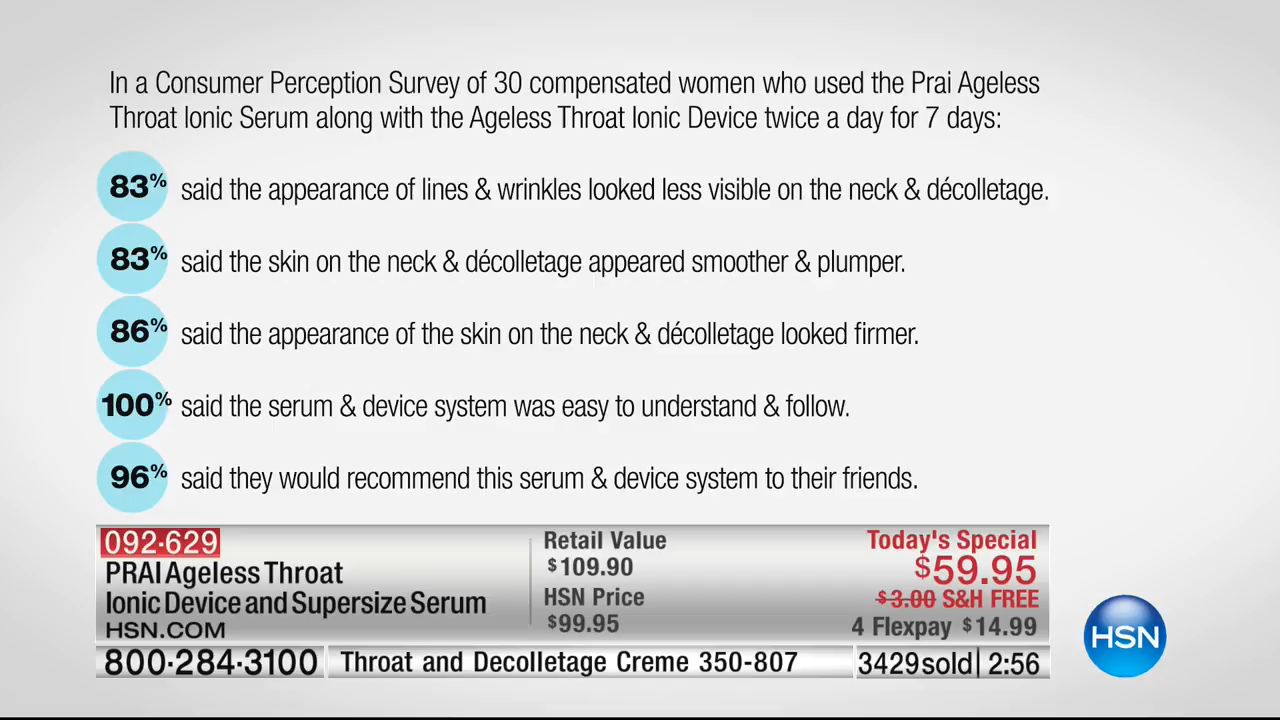 In a Consumer Perception Survey of 30 compensated women who used the Prai Ageless
Throat Ionic Serum along with the Ageless Throat Ionic Device twice a day for 7 days:
83% said the appearance of lines & wrinkles looked less visible on the neck & décolletage.
83% said the skin on the neck & décolletage appeared smoother & plumper.
86% said the appearance of the skin on the neck & décolletage looked firmer.
100% said the serum & device system was easy to understand & follow.
96% said they would recommend this serum & device system to their friends.
092·629
PRAI Ageless Throat
Ionic Device and Supersize Serum
HSN.COM
Retail Value
$109.90
HSN Price
$99.95
Today's Special
$59.95
$3.00 S&H FREE
4 Flexpay $14.99
HSN
800·284·3100
Throat and Decolletage Creme 350-807
3429sold | 2:56